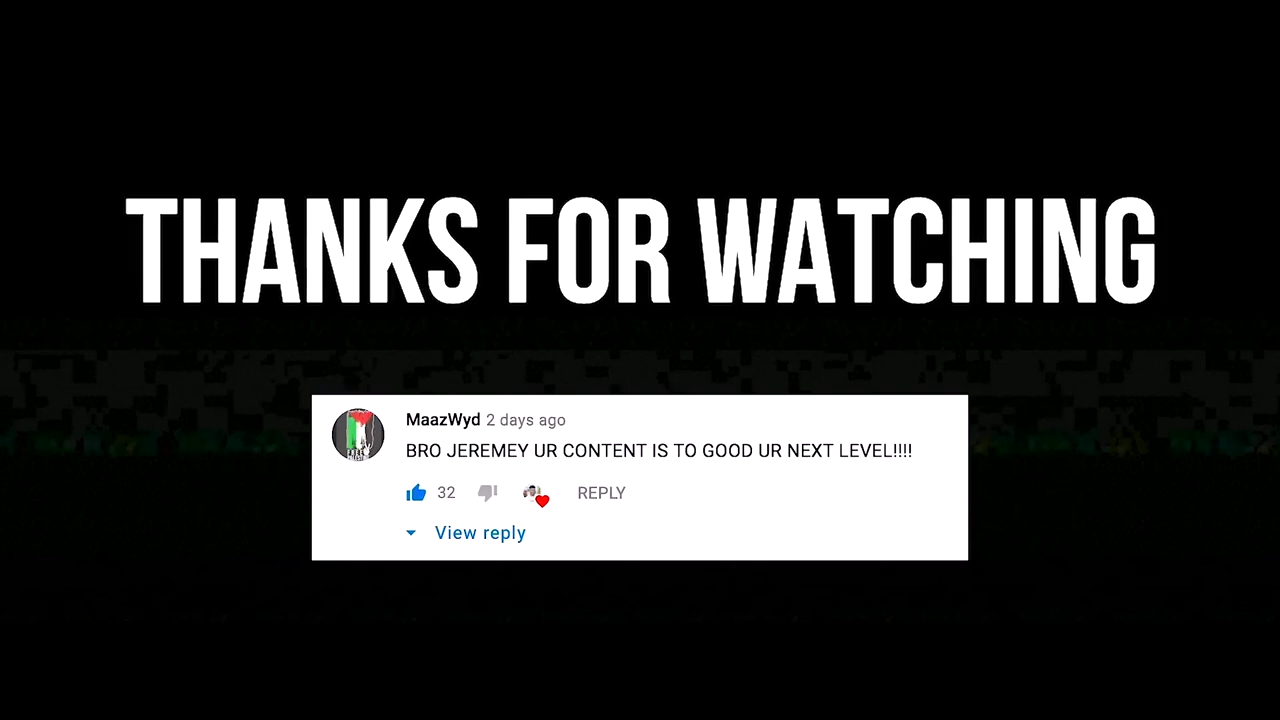 THANKS FOR WATCHING
MaazWyd 2 days ago
BRO JEREMEY UR CONTENT IS TO GOOD UR NEXT LEVEL!!!!
32 REPLY
View reply